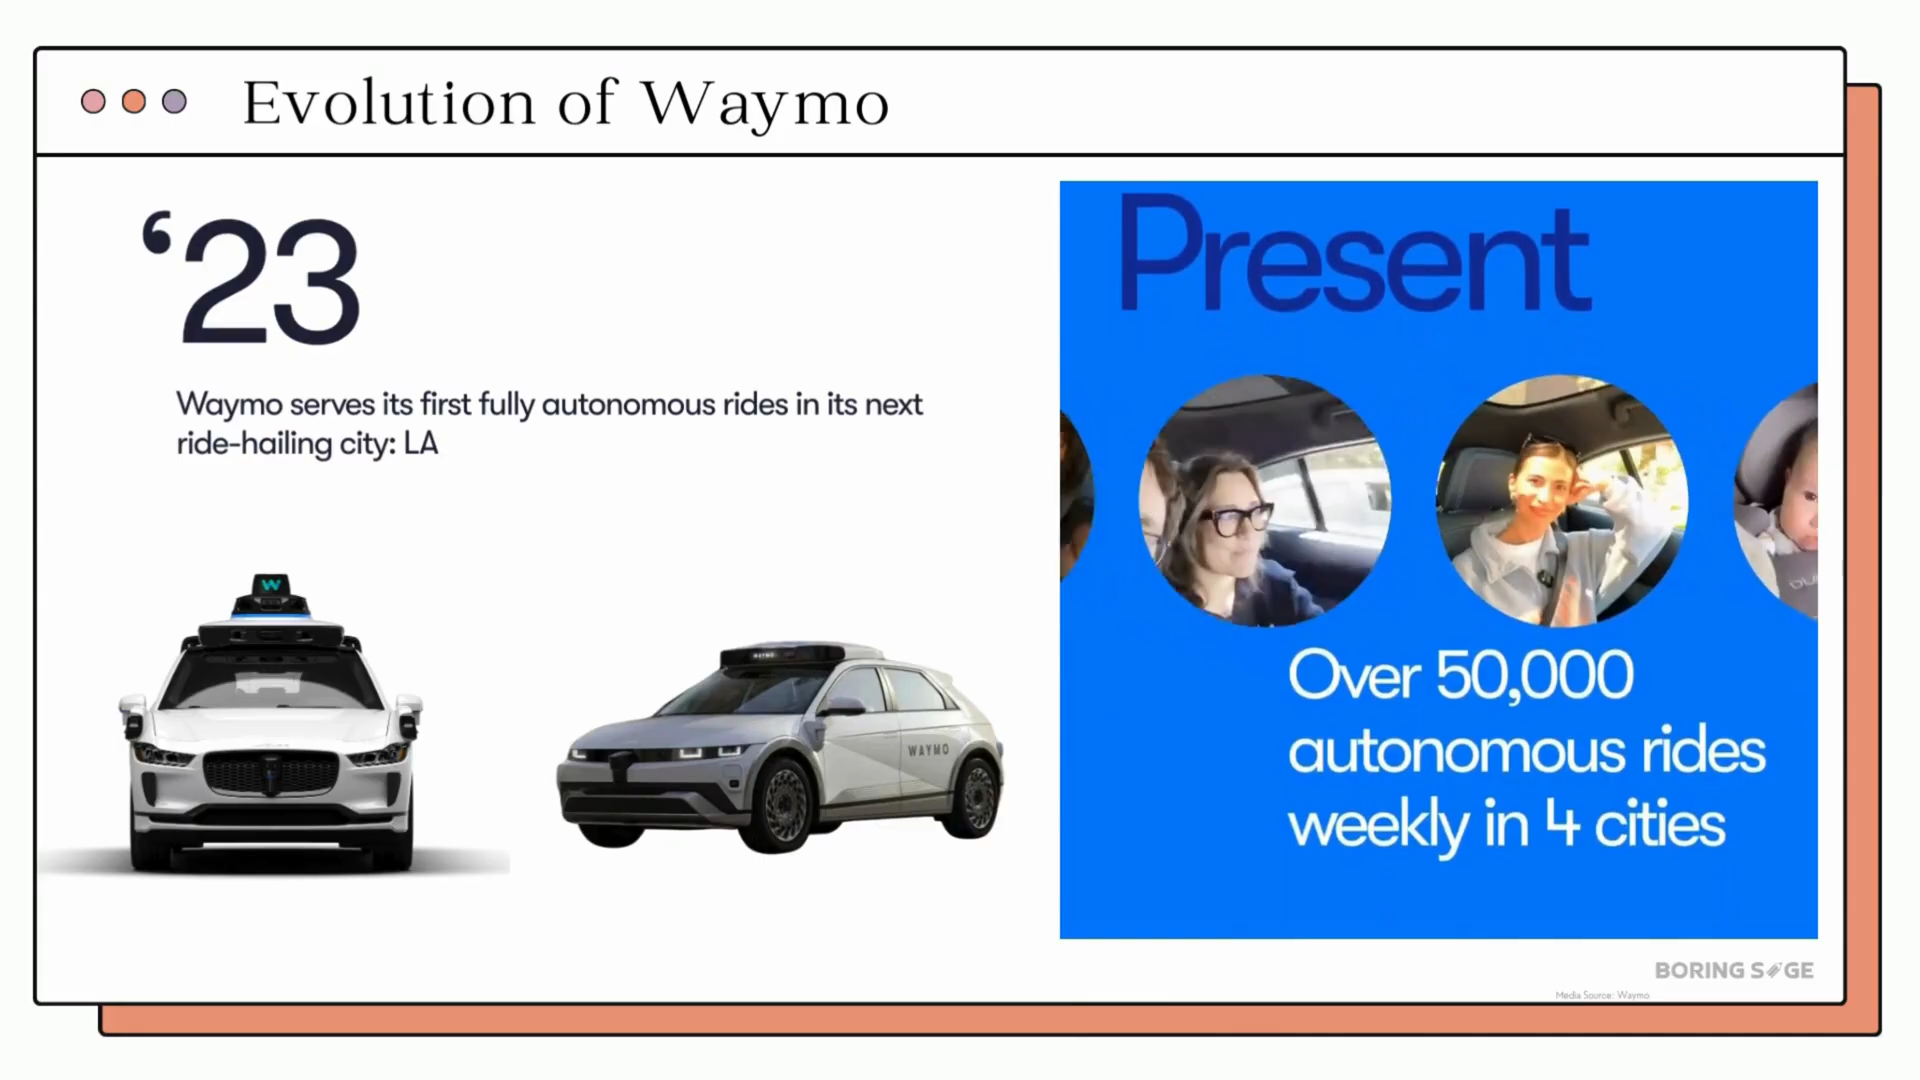 Evolution of Waymo
‘23
Waymo serves its first fully autonomous rides in its next
ride-hailing city: LA
W
WAYMO
WAYMO
Present
Over 50,000
autonomous rides
weekly in 4 cities
BORING SAGE
Media Source: Waymo